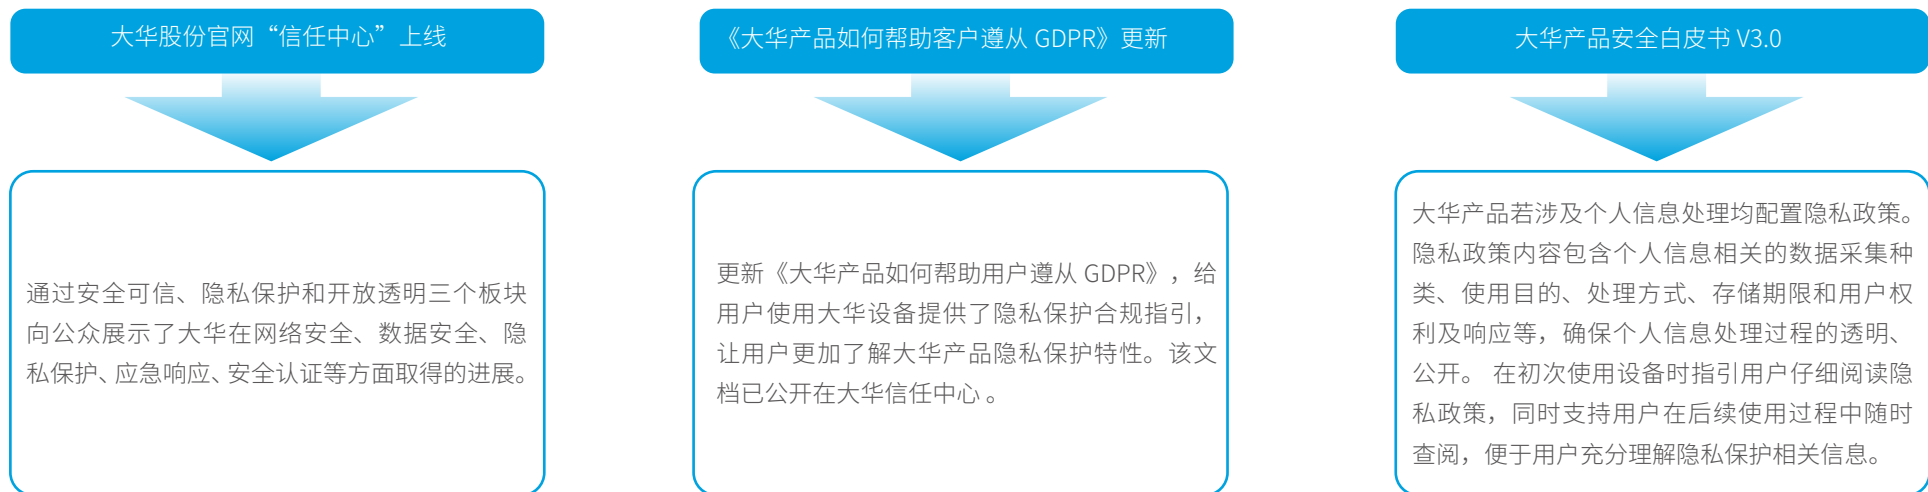 大华股份官网“信任中心”上线
通过安全可信、隐私保护和开放透明三个板块
向公众展示了大华在网络安全、数据安全、隐
私保护、应急响应、安全认证等方面取得的进展。
《大华产品如何帮助客户遵从 GDPR》更新
更新《大华产品如何帮助用户遵从 GDPR》，给
用户使用大华设备提供了隐私保护合规指引，
让用户更加了解大华产品隐私保护特性。该文
档已公开在大华信任中心 。
大华产品安全白皮书 V3.0
大华产品若涉及个人信息处理均配置隐私政策。
隐私政策内容包含个人信息相关的数据采集种
类、使用目的、处理方式、存储期限和用户权
利及响应等，确保个人信息处理过程的透明、
公开。 在初次使用设备时指引用户仔细阅读隐
私政策，同时支持用户在后续使用过程中随时
查阅，便于用户充分理解隐私保护相关信息。